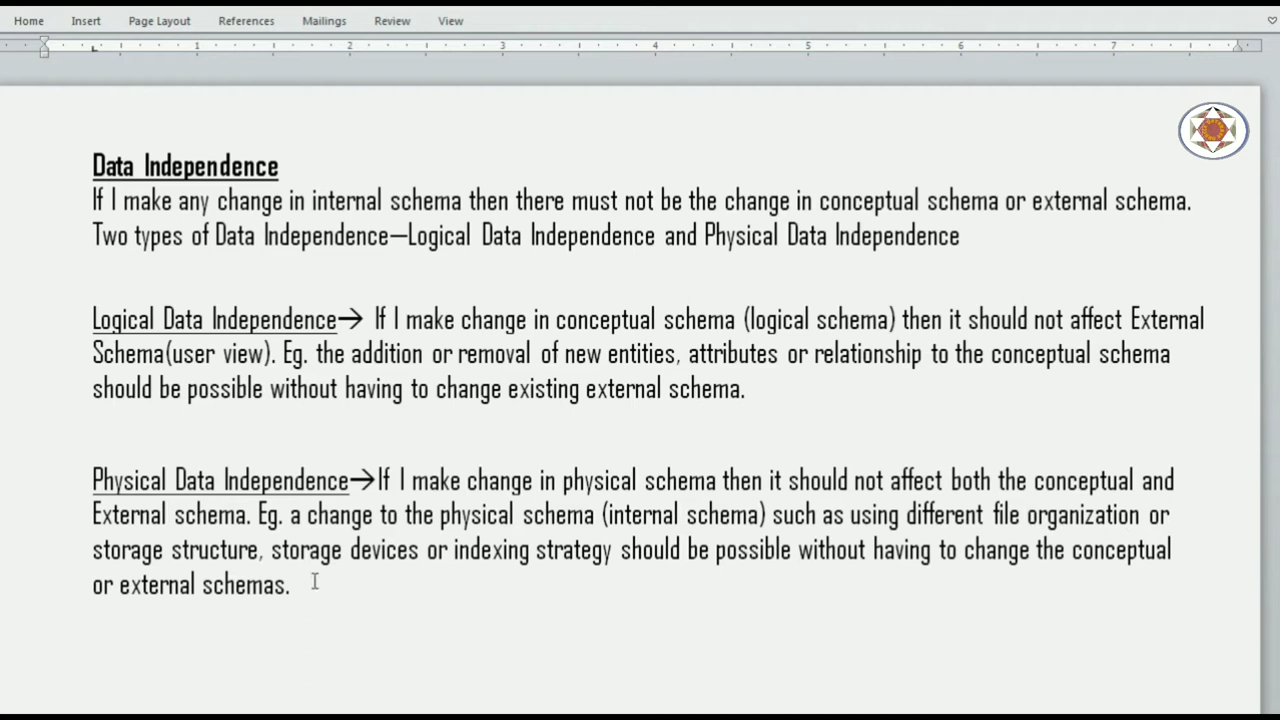 Home Insert Page Layout References Mailings Review View
1 2 3 4 5 6 7
Data Independence
If I make any change in internal schema then there must not be the change in conceptual schema or external schema.
Two types of Data Independence—Logical Data Independence and Physical Data Independence
Logical Data Independence→ If I make change in conceptual schema (logical schema) then it should not affect External
Schema(user view). Eg. the addition or removal of new entities, attributes or relationship to the conceptual schema
should be possible without having to change existing external schema.
Physical Data Independence→If I make change in physical schema then it should not affect both the conceptual and
External schema. Eg. a change to the physical schema (internal schema) such as using different file organization or
storage structure, storage devices or indexing strategy should be possible without having to change the conceptual
or external schemas.